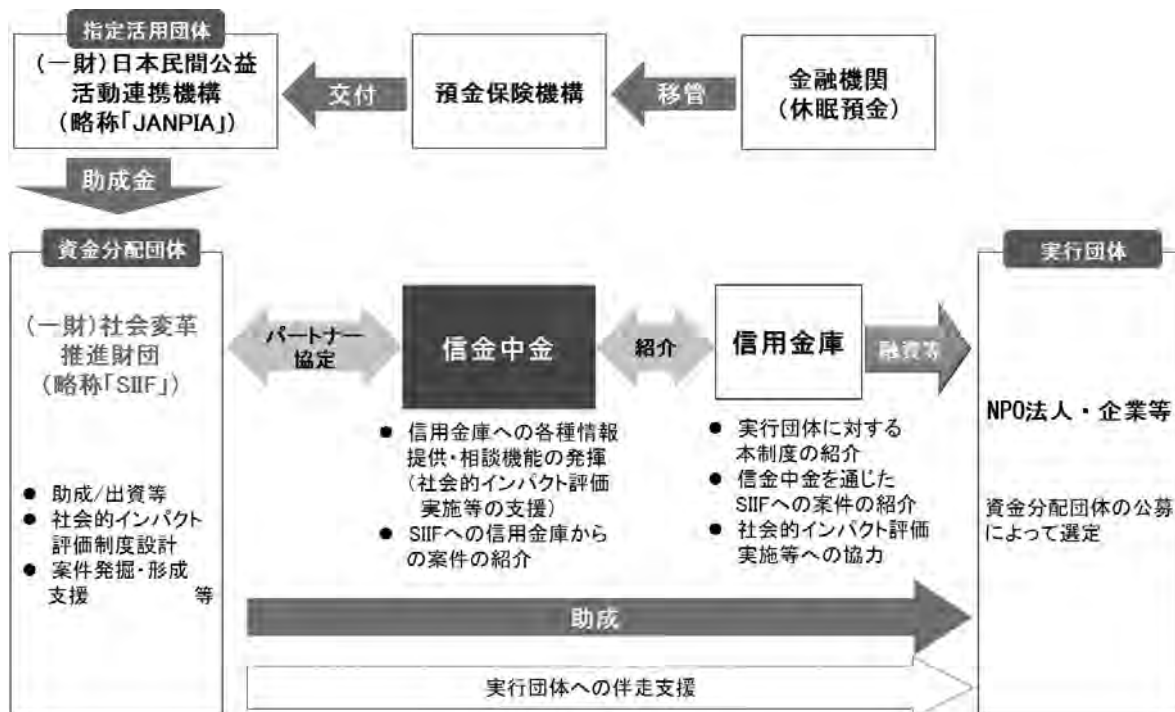 指定活用団体
(一財)日本民間公益
活動連携機構
(略称「JANPIA」)
交付
預金保険機構
移管
金融機関
(休眠預金)
助成金
資金分配団体
(一財)社会変革
推進財団
(略称「SIIF」)
● 助成/出資等
● 社会的インパクト
評価制度設計
● 案件発掘・形成
支援 等
パートナー
協定
信金中金
● 信用金庫への各種情報
提供・相談機能の発揮
(社会的インパクト評価
実施等の支援)
● SIIFへの信用金庫から
の案件の紹介
紹介
信用金庫
● 実行団体に対する
本制度の紹介
● 信金中金を通じた
SIIFへの案件の紹介
● 社会的インパクト評価
実施等への協力
融資等
実行団体
NPO法人・企業等
資金分配団体の公募
によって選定
助成
実行団体への伴走支援